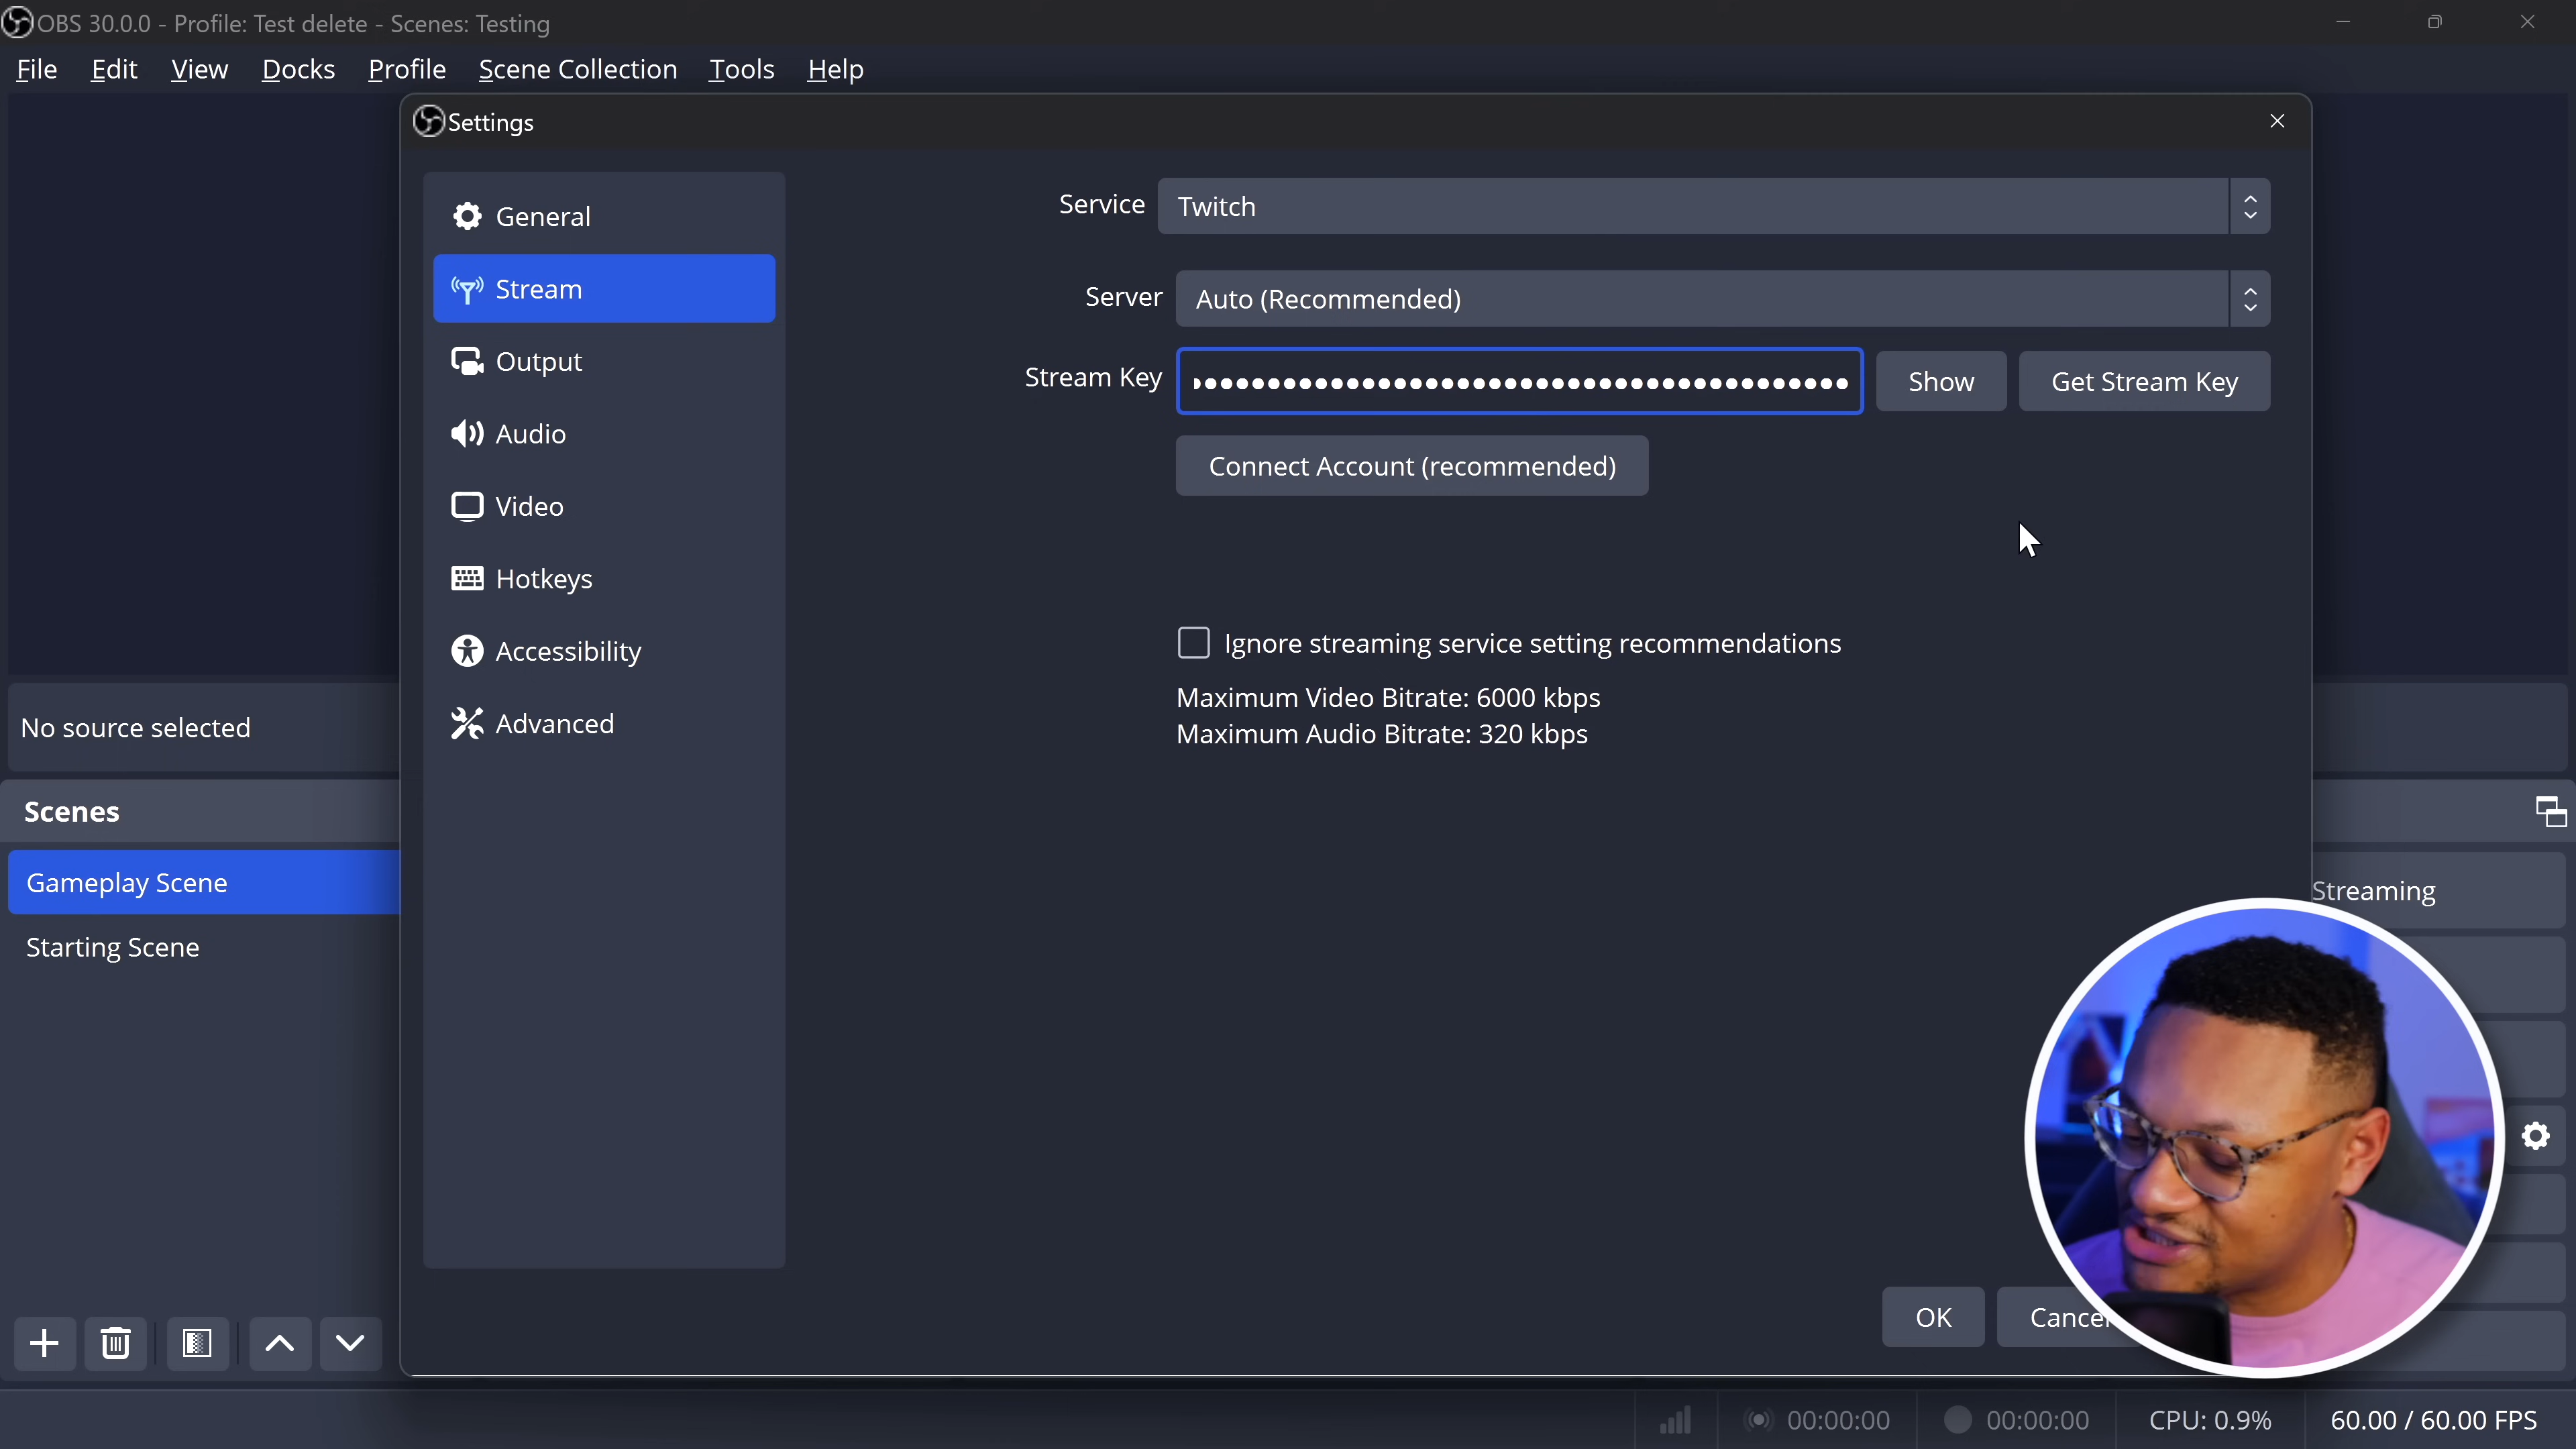 OBS 30.0.0 - Profile: Test delete - Scenes: Testing
File Edit View Docks Profile Scene Collection Tools Help
Settings
General
Stream
Output
Audio
Video
Hotkeys
Accessibility
Advanced
Service Twitch
Server Auto (Recommended)
Stream Key Show Get Stream Key
Connect Account (recommended)
Ignore streaming service setting recommendations
Maximum Video Bitrate: 6000 kbps
Maximum Audio Bitrate: 320 kbps
OK Cancel
No source selected
Scenes
Gameplay Scene
Starting Scene
Streaming
00:00:00 00:00:00 CPU: 0.9% 60.00 / 60.00 FPS